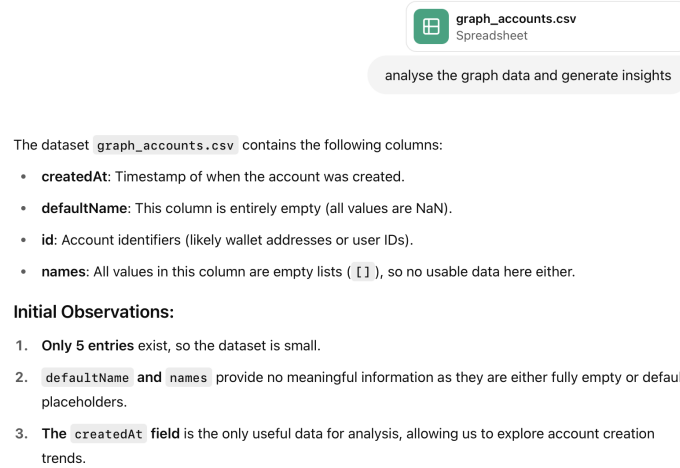 graph_accounts.csv
Spreadsheet
analyse the graph data and generate insights
The dataset graph_accounts.csv contains the following columns:
• createdAt: Timestamp of when the account was created.
• defaultName: This column is entirely empty (all values are NaN).
• id: Account identifiers (likely wallet addresses or user IDs).
• names: All values in this column are empty lists ([]), so no usable data here either.
Initial Observations:
1. Only 5 entries exist, so the dataset is small.
2. defaultName and names provide no meaningful information as they are either fully empty or defau
placeholders.
3. The createdAt field is the only useful data for analysis, allowing us to explore account creation
trends.